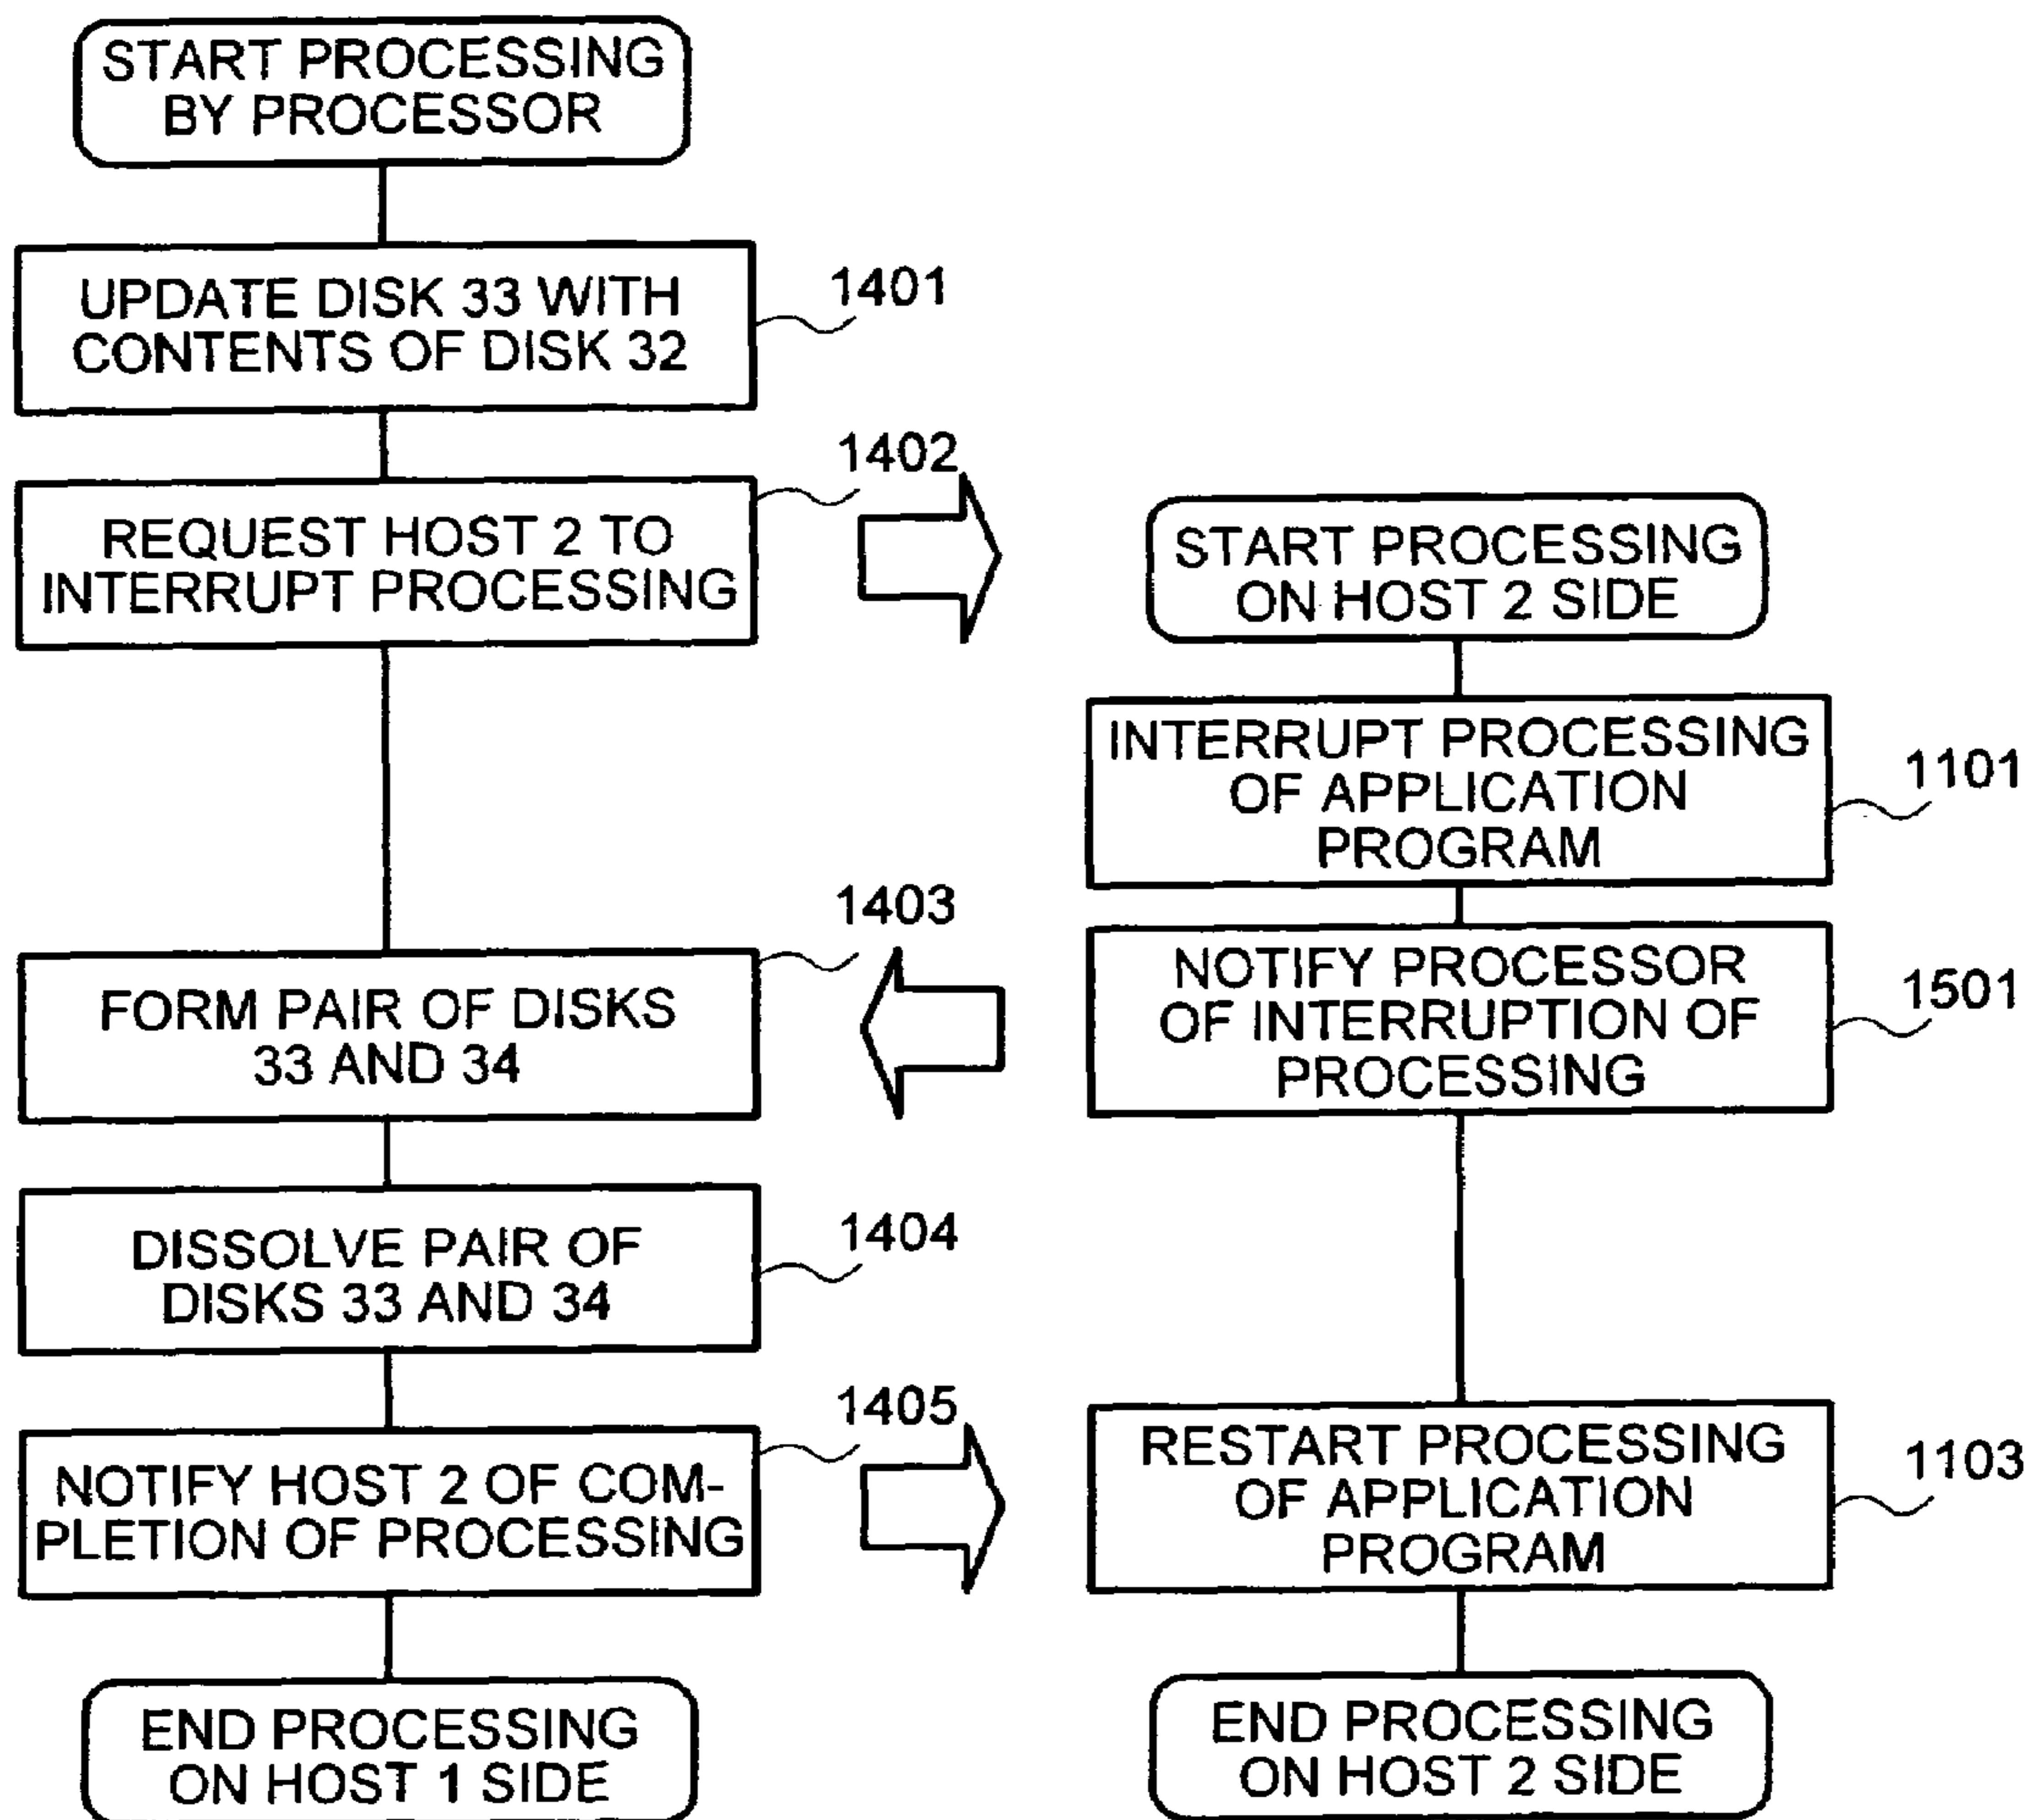 START PROCESSING
BY PROCESSOR
UPDATE DISK 33 WITH
CONTENTS OF DISK 32
1401
REQUEST HOST 2 TO
INTERRUPT PROCESSING
1402
START PROCESSING
ON HOST 2 SIDE
INTERRUPT PROCESSING
OF APPLICATION
PROGRAM
1101
FORM PAIR OF DISKS
33 AND 34
1403
NOTIFY PROCESSOR
OF INTERRUPTION OF
PROCESSING
1501
DISSOLVE PAIR OF
DISKS 33 AND 34
1404
NOTIFY HOST 2 OF COM-
PLETION OF PROCESSING
1405
RESTART PROCESSING
OF APPLICATION
PROGRAM
1103
END PROCESSING
ON HOST 1 SIDE
END PROCESSING
ON HOST 2 SIDE